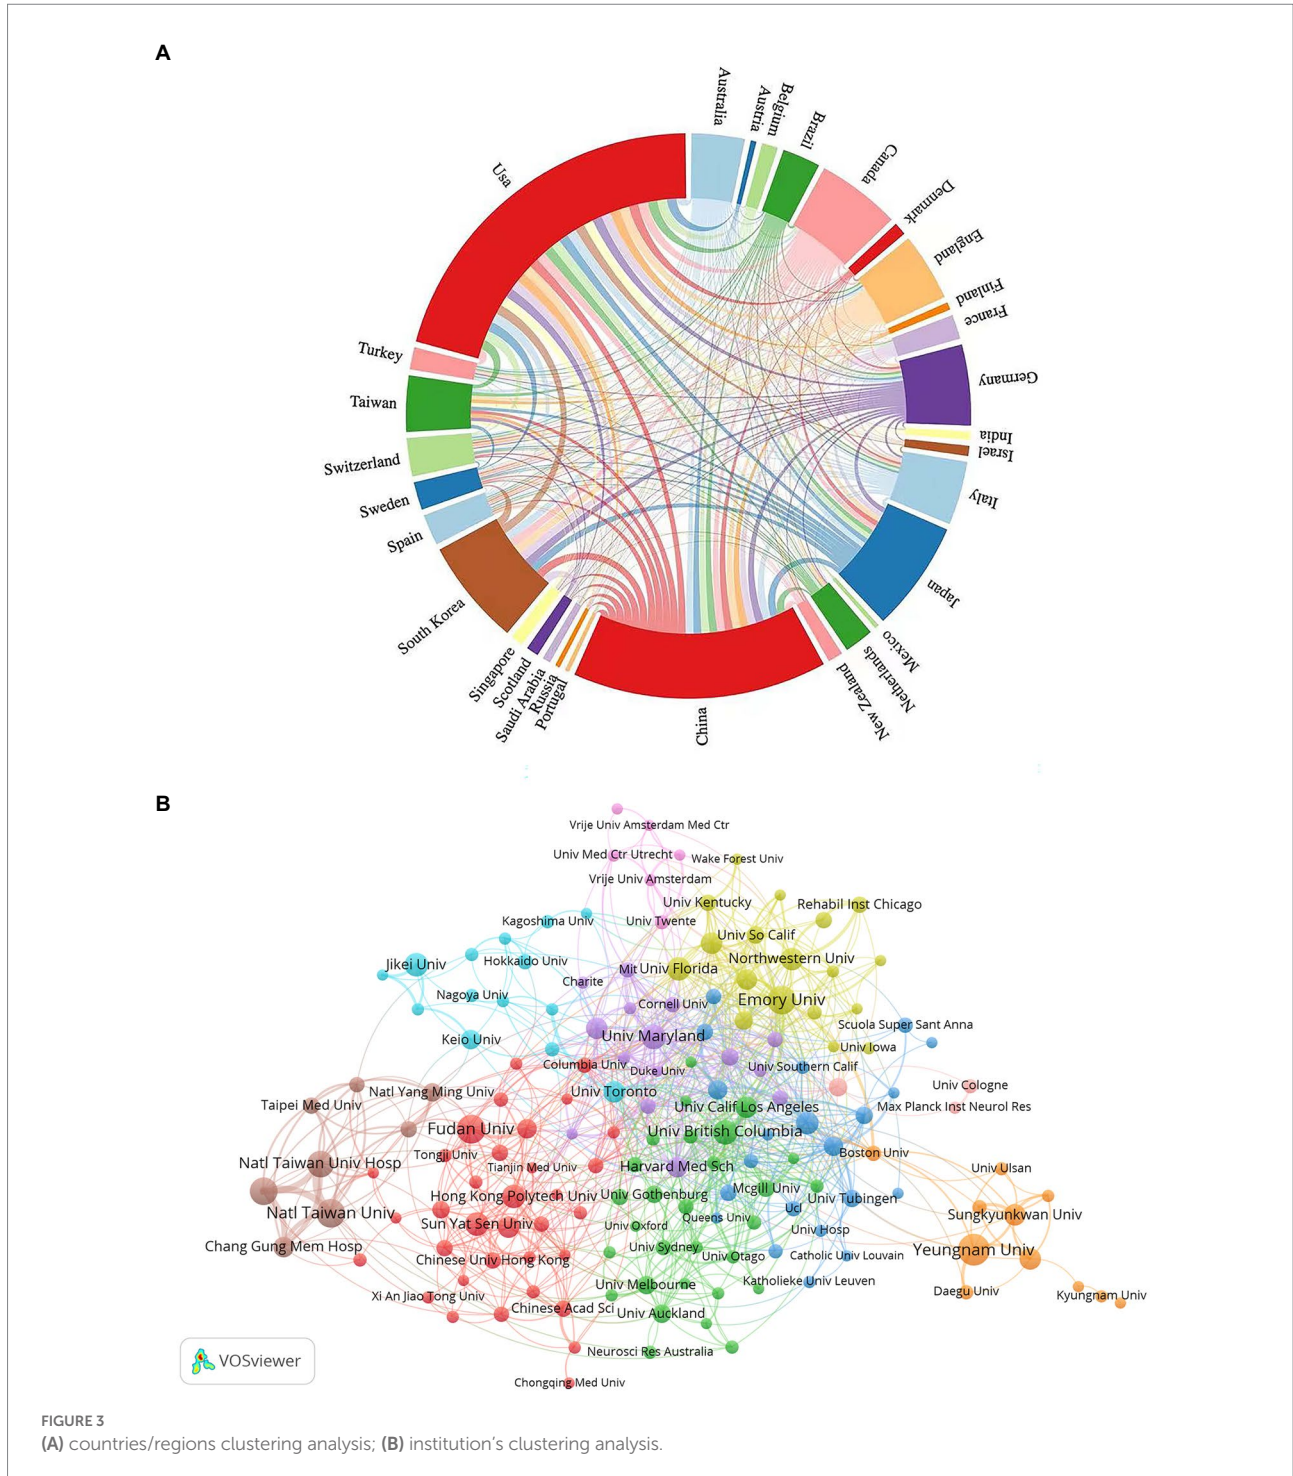 A
Australia
Austria
Belgium
Brazil
Canada
Denmark
England
Finland
France
Germany
India
Israel
Italy
Japan
Mexico
Netherlands
New Zealand
China
Portugal
Russia
Saudi Arabia
Scotland
Singapore
South Korea
Spain
Sweden
Switzerland
Taiwan
Turkey
Usa
B
Vrije Univ Amsterdam Med Ctr
Univ Med Ctr Utrecht
Wake Forest Univ
Vrije Univ Amsterdam
Univ Kentucky
Rehabil Inst Chicago
Kagoshima Univ
Univ Twente
Univ So Calif
Jikei Univ
Hokkaido Univ
Mit
Univ Florida
Northwestern Univ
Charite
Nagoya Univ
Cornell Univ
Emory Univ
Keio Univ
Univ Maryland
Scuola Super Sant Anna
Univ Iowa
Columbia Univ
Duke Univ
Univ Southern Calif
Natl Yang Ming Univ
Univ Toronto
Univ Cologne
Taipei Med Univ
Univ Calif Los Angeles
Max Planck Inst Neurol Res
Fudan Univ
Univ British Columbia
Tongji Univ
Boston Univ
Natl Taiwan Univ Hosp
Tianjin Med Univ
Harvard Med Sch
Univ Ulsan
Hong Kong Polytech Univ
Univ Gothenburg
Mcgill Univ
Univ Tubingen
Natl Taiwan Univ
Sun Yat Sen Univ
Univ Oxford
Queens Univ
Ucl
Sungkyunkwan Univ
Univ Hosp
Chang Gung Mem Hosp
Chinese Univ Hong Kong
Univ Sydney
Univ Otago
Catholic Univ Louvain
Yeungnam Univ
Xi An Jiao Tong Univ
Univ Melbourne
Katholieke Univ Leuven
Daegu Univ
Kyungnam Univ
Chinese Acad Sci
Univ Auckland
Neurosci Res Australia
Chongqing Med Univ
VOSviewer
FIGURE 3
(A) countries/regions clustering analysis; (B) institution's clustering analysis.